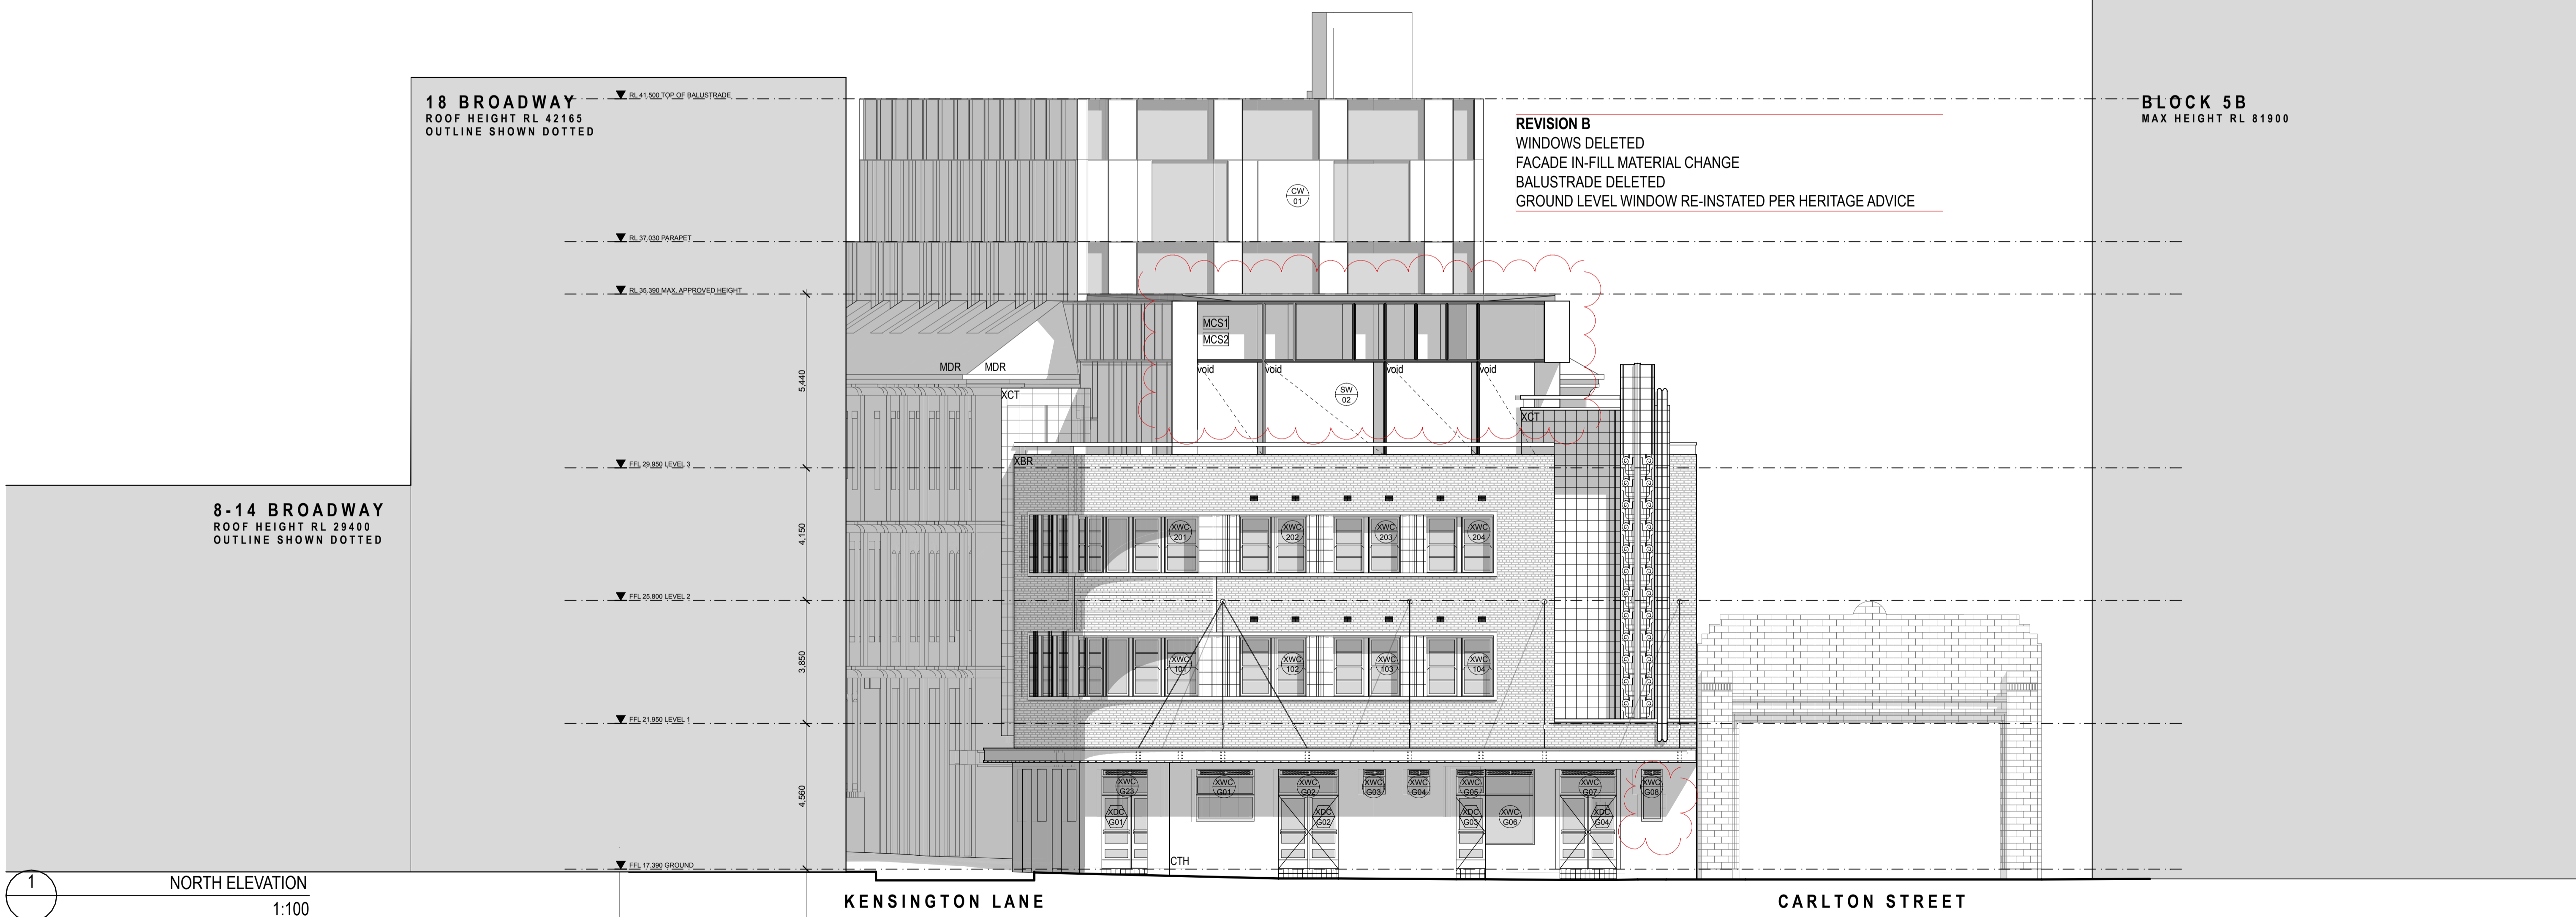 18 BROADWAY
ROOF HEIGHT RL 42165
OUTLINE SHOWN DOTTED
RL 41.500 TOP OF BALUSTRADE
BLOCK 5B
MAX HEIGHT RL 81900
REVISION B
WINDOWS DELETED
FACADE IN-FILL MATERIAL CHANGE
BALUSTRADE DELETED
GROUND LEVEL WINDOW RE-INSTATED PER HERITAGE ADVICE
CW
01
RL 37.030 PARAPET
RL 35.390 MAX. APPROVED HEIGHT
MCS1
MCS2
MDR
MDR
void
void
void
void
5,440
SW
02
XCT
XCT
XBR
FFL 29.950 LEVEL 3
8-14 BROADWAY
ROOF HEIGHT RL 29400
OUTLINE SHOWN DOTTED
4,150
XWC
201
XWC
202
XWC
203
XWC
204
FFL 25.800 LEVEL 2
3,850
XWC
101
XWC
102
XWC
103
XWC
104
FFL 21.950 LEVEL 1
4,560
XWC
G23
XWC
G01
XWC
G02
XWC
G03
XWC
G04
XWC
G05
XWC
G07
XWC
G08
XDC
G01
XDC
G02
XDC
G03
XWC
G06
XDC
G04
CTH
FFL 17.390 GROUND
1
NORTH ELEVATION
1:100
KENSINGTON LANE
CARLTON STREET